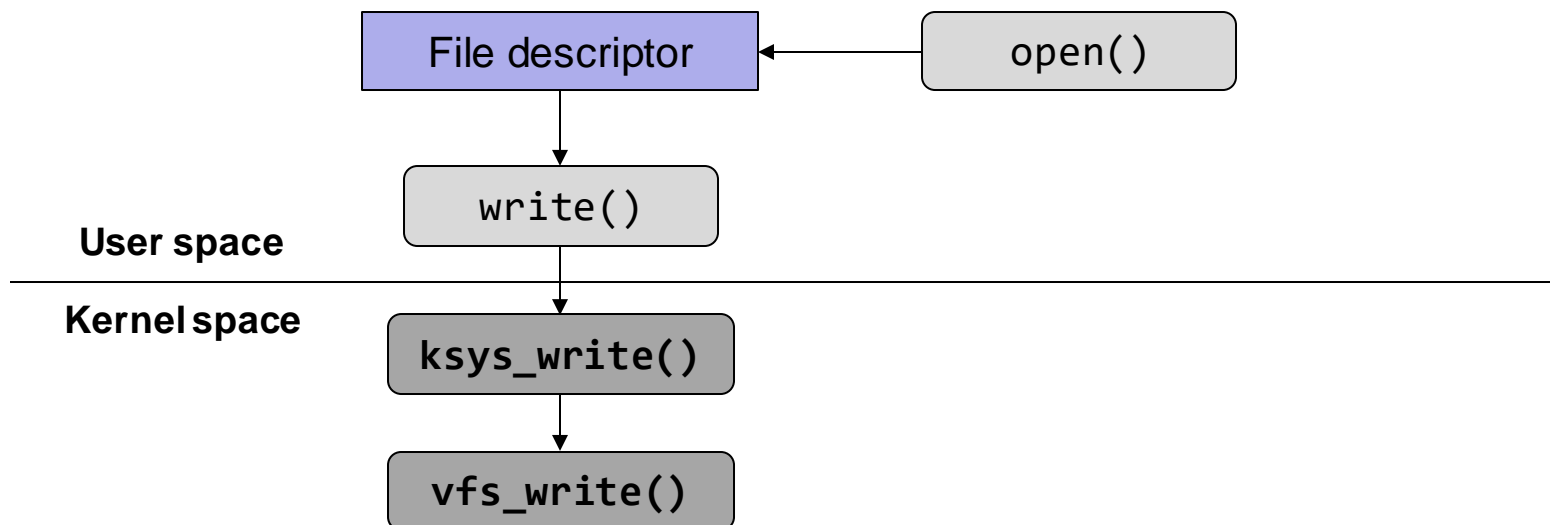 File descriptor
open()
write()
User space
Kernel space
ksys_write()
vfs_write()